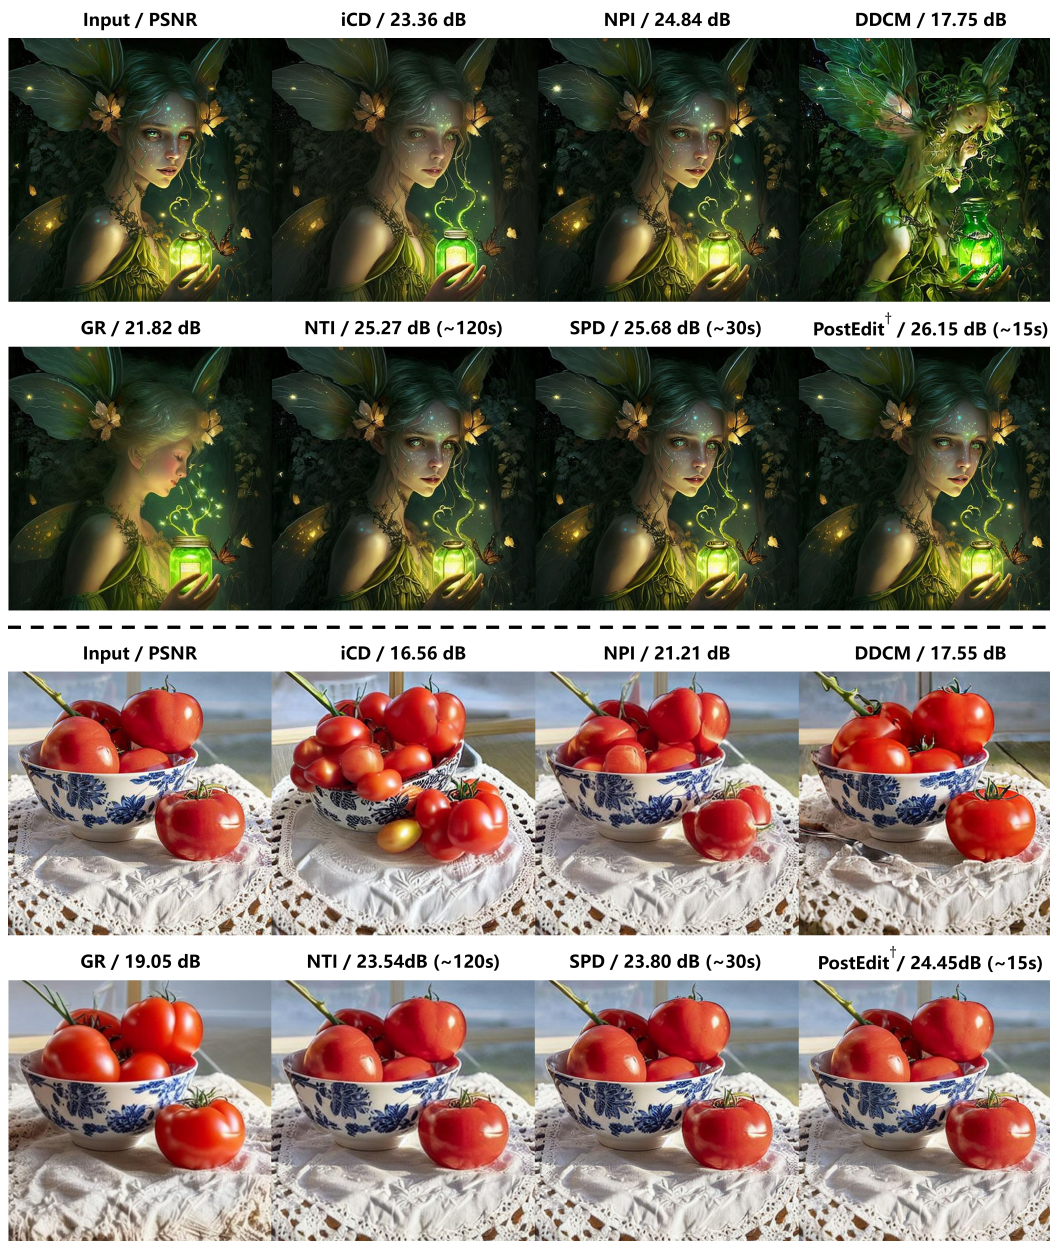 Input / PSNR iCD / 23.36 dB NPI / 24.84 dB DDCM / 17.75 dB
GR / 21.82 dB NTI / 25.27 dB (~120s) SPD / 25.68 dB (~30s) PostEdit† / 26.15 dB (~15s)
Input / PSNR iCD / 16.56 dB NPI / 21.21 dB DDCM / 17.55 dB
GR / 19.05 dB NTI / 23.54dB (~120s) SPD / 23.80 dB (~30s) PostEdit† / 24.45dB (~15s)